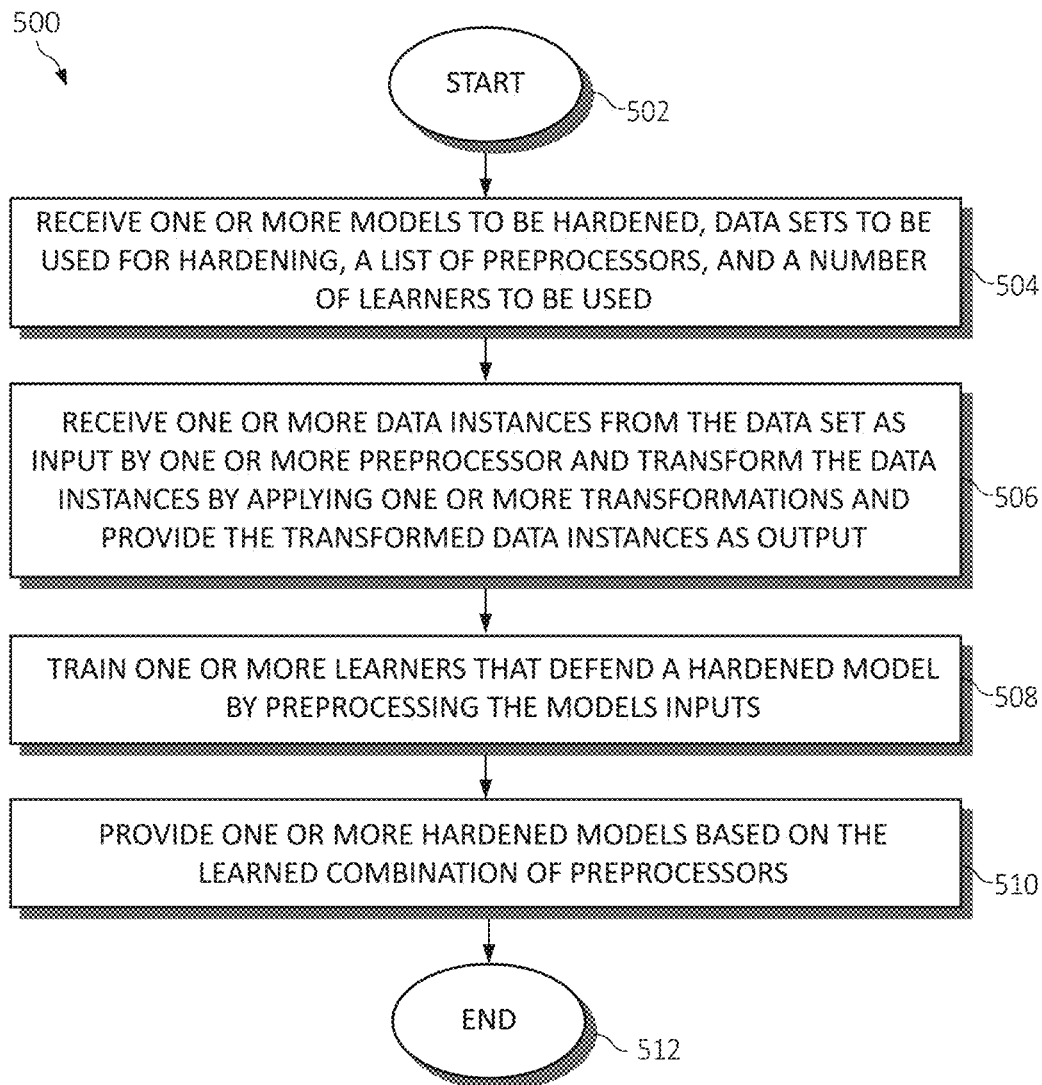 500
START
502
RECEIVE ONE OR MORE MODELS TO BE HARDENED, DATA SETS TO BE
USED FOR HARDENING, A LIST OF PREPROCESSORS, AND A NUMBER
OF LEARNERS TO BE USED
504
RECEIVE ONE OR MORE DATA INSTANCES FROM THE DATA SET AS
INPUT BY ONE OR MORE PREPROCESSOR AND TRANSFORM THE DATA
INSTANCES BY APPLYING ONE OR MORE TRANSFORMATIONS AND
PROVIDE THE TRANSFORMED DATA INSTANCES AS OUTPUT
506
TRAIN ONE OR MORE LEARNERS THAT DEFEND A HARDENED MODEL
BY PREPROCESSING THE MODELS INPUTS
508
PROVIDE ONE OR MORE HARDENED MODELS BASED ON THE
LEARNED COMBINATION OF PREPROCESSORS
510
END
512